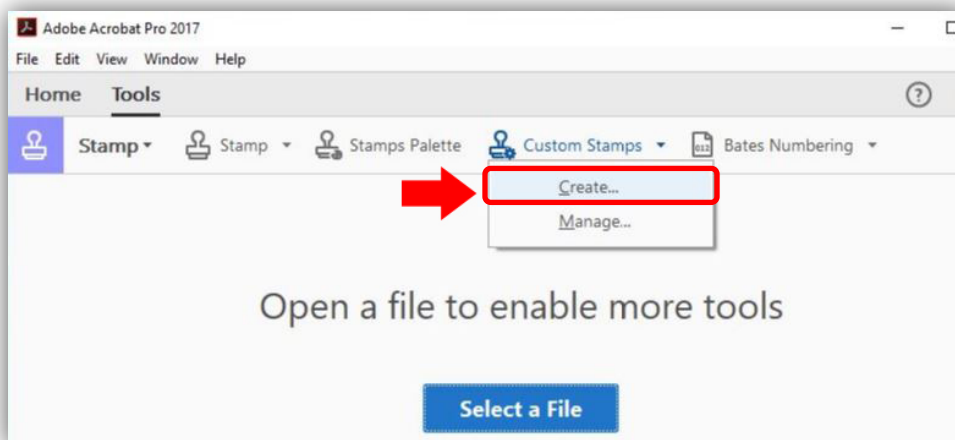 Adobe Acrobat Pro 2017
File Edit View Window Help
Home Tools
Stamp Stamp Stamps Palette Custom Stamps 012 Bates Numbering
Create...
Manage...
Open a file to enable more tools
Select a File